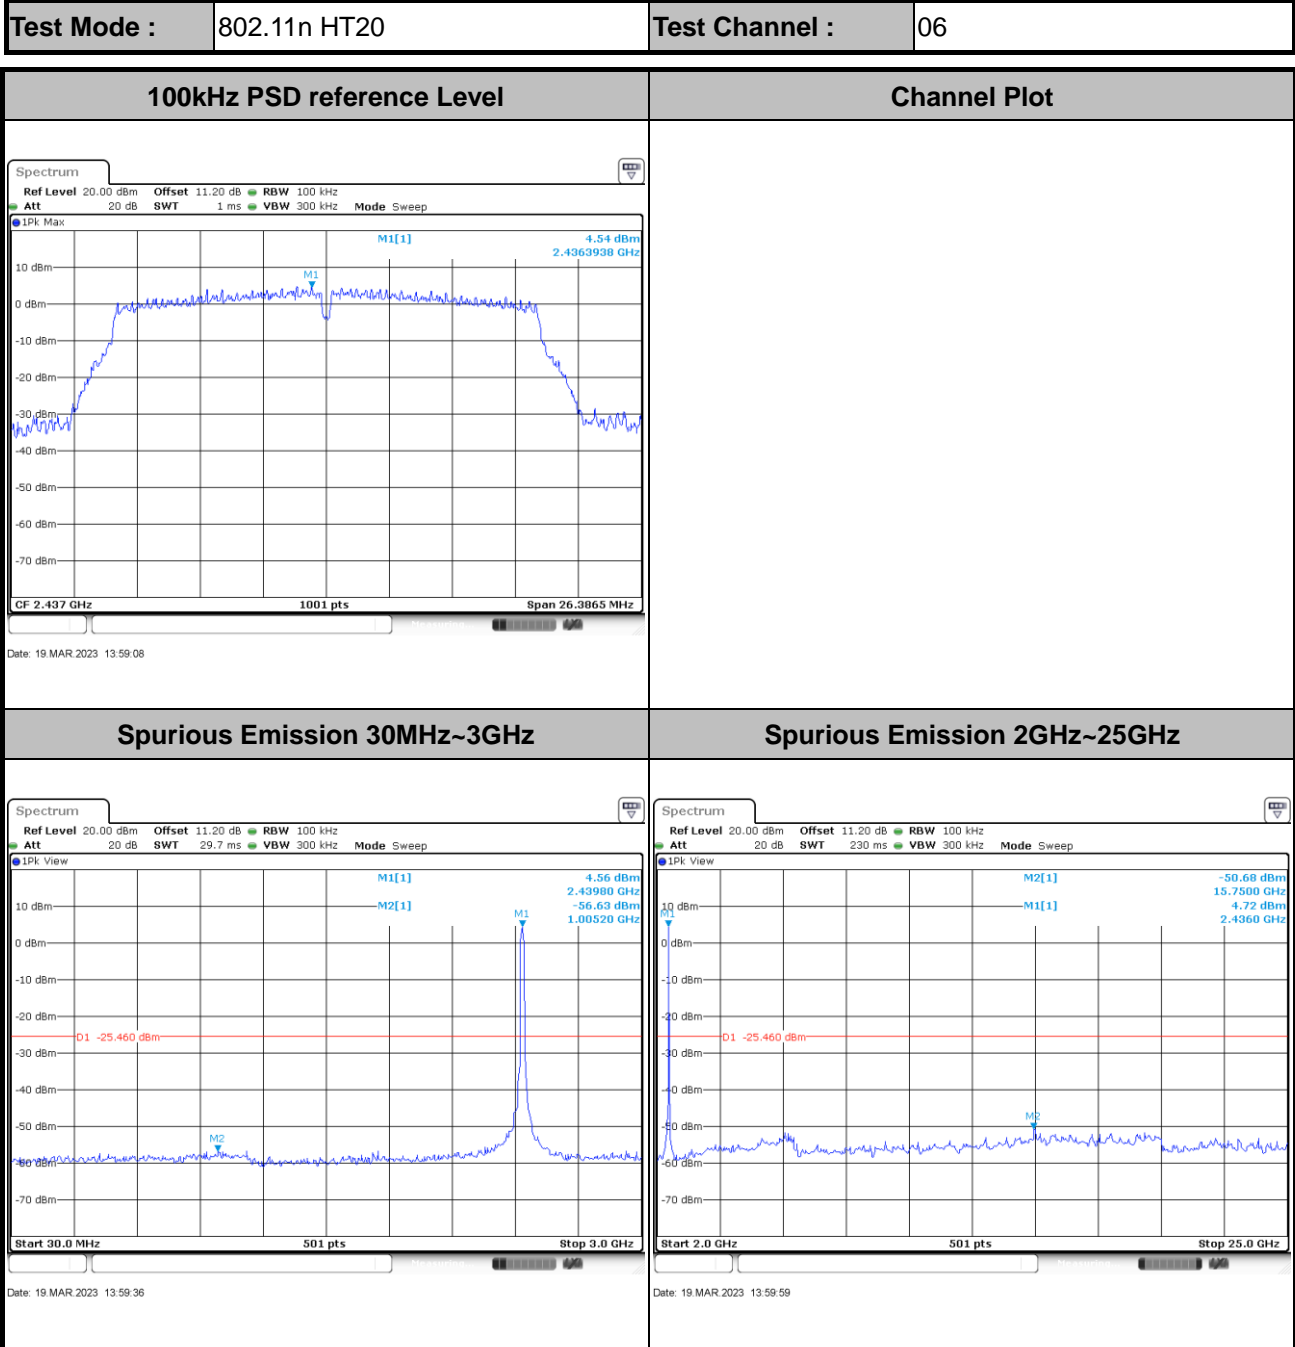 Test Mode : 802.11n HT20 Test Channel : 06
100kHz PSD reference Level Channel Plot
Spectrum
Ref Level 20.00 dBm Offset 11.20 dB RBW 100 kHz
Att 20 dB SWT 1 ms VBW 300 kHz Mode Sweep
1Pk Max
M1[1] 4.54 dBm
2.4363938 GHz
10 dBm
M1
0 dBm
-10 dBm
-20 dBm
-30 dBm
-40 dBm
-50 dBm
-60 dBm
-70 dBm
CF 2.437 GHz 1001 pts Span 26.3865 MHz
Measuring...
Date: 19.MAR.2023 13:59:08
Spurious Emission 30MHz~3GHz Spurious Emission 2GHz~25GHz
Spectrum
Ref Level 20.00 dBm Offset 11.20 dB RBW 100 kHz
Att 20 dB SWT 29.7 ms VBW 300 kHz Mode Sweep
1Pk View
M1[1] 4.56 dBm
2.43980 GHz
10 dBm M2[1] -56.63 dBm
M1 1.00520 GHz
0 dBm
-10 dBm
-20 dBm
D1 -25.460 dBm
-30 dBm
-40 dBm
-50 dBm
M2
-60 dBm
-70 dBm
Start 30.0 MHz 501 pts Stop 3.0 GHz
Measuring...
Date: 19.MAR.2023 13:59:36
Spectrum
Ref Level 20.00 dBm Offset 11.20 dB RBW 100 kHz
Att 20 dB SWT 230 ms VBW 300 kHz Mode Sweep
1Pk View
M2[1] -50.68 dBm
15.7500 GHz
10 dBm M1[1] 4.72 dBm
M1 2.4360 GHz
0 dBm
-10 dBm
-20 dBm
D1 -25.460 dBm
-30 dBm
-40 dBm
M2
-50 dBm
-60 dBm
-70 dBm
Start 2.0 GHz 501 pts Stop 25.0 GHz
Measuring...
Date: 19.MAR.2023 13:59:59